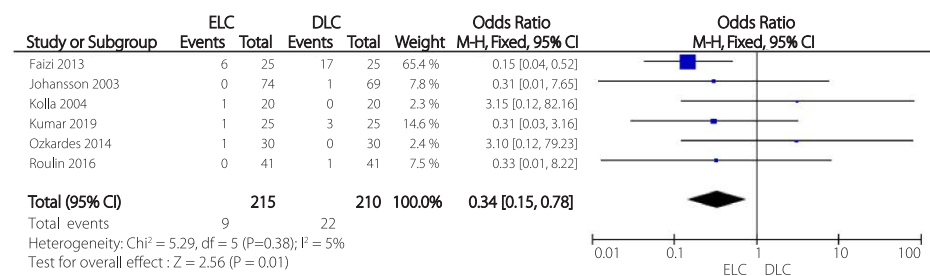 ELC DLC Odds Ratio Odds Ratio
Study or Subgroup Events Total Events Total Weight M-H, Fixed, 95% CI M-H, Fixed, 95% CI
Faizi 2013 6 25 17 25 65.4 % 0.15 [0.04, 0.52]
Johansson 2003 0 74 1 69 7.8 % 0.31 [0.01, 7.65]
Kolla 2004 1 20 0 20 2.3 % 3.15 [0.12, 82.16]
Kumar 2019 1 25 3 25 14.6 % 0.31 [0.03, 3.16]
Ozkardes 2014 1 30 0 30 2.4 % 3.10 [0.12, 79.23]
Roulin 2016 0 41 1 41 7.5 % 0.33 [0.01, 8.22]
Total (95% CI) 215 210 100.0% 0.34 [0.15, 0.78]
Total events 9 22
Heterogeneity: Chi² = 5.29, df = 5 (P=0.38); I² = 5%
Test for overall effect : Z = 2.56 (P = 0.01)
0.01 0.1 1 10 100
ELC DLC